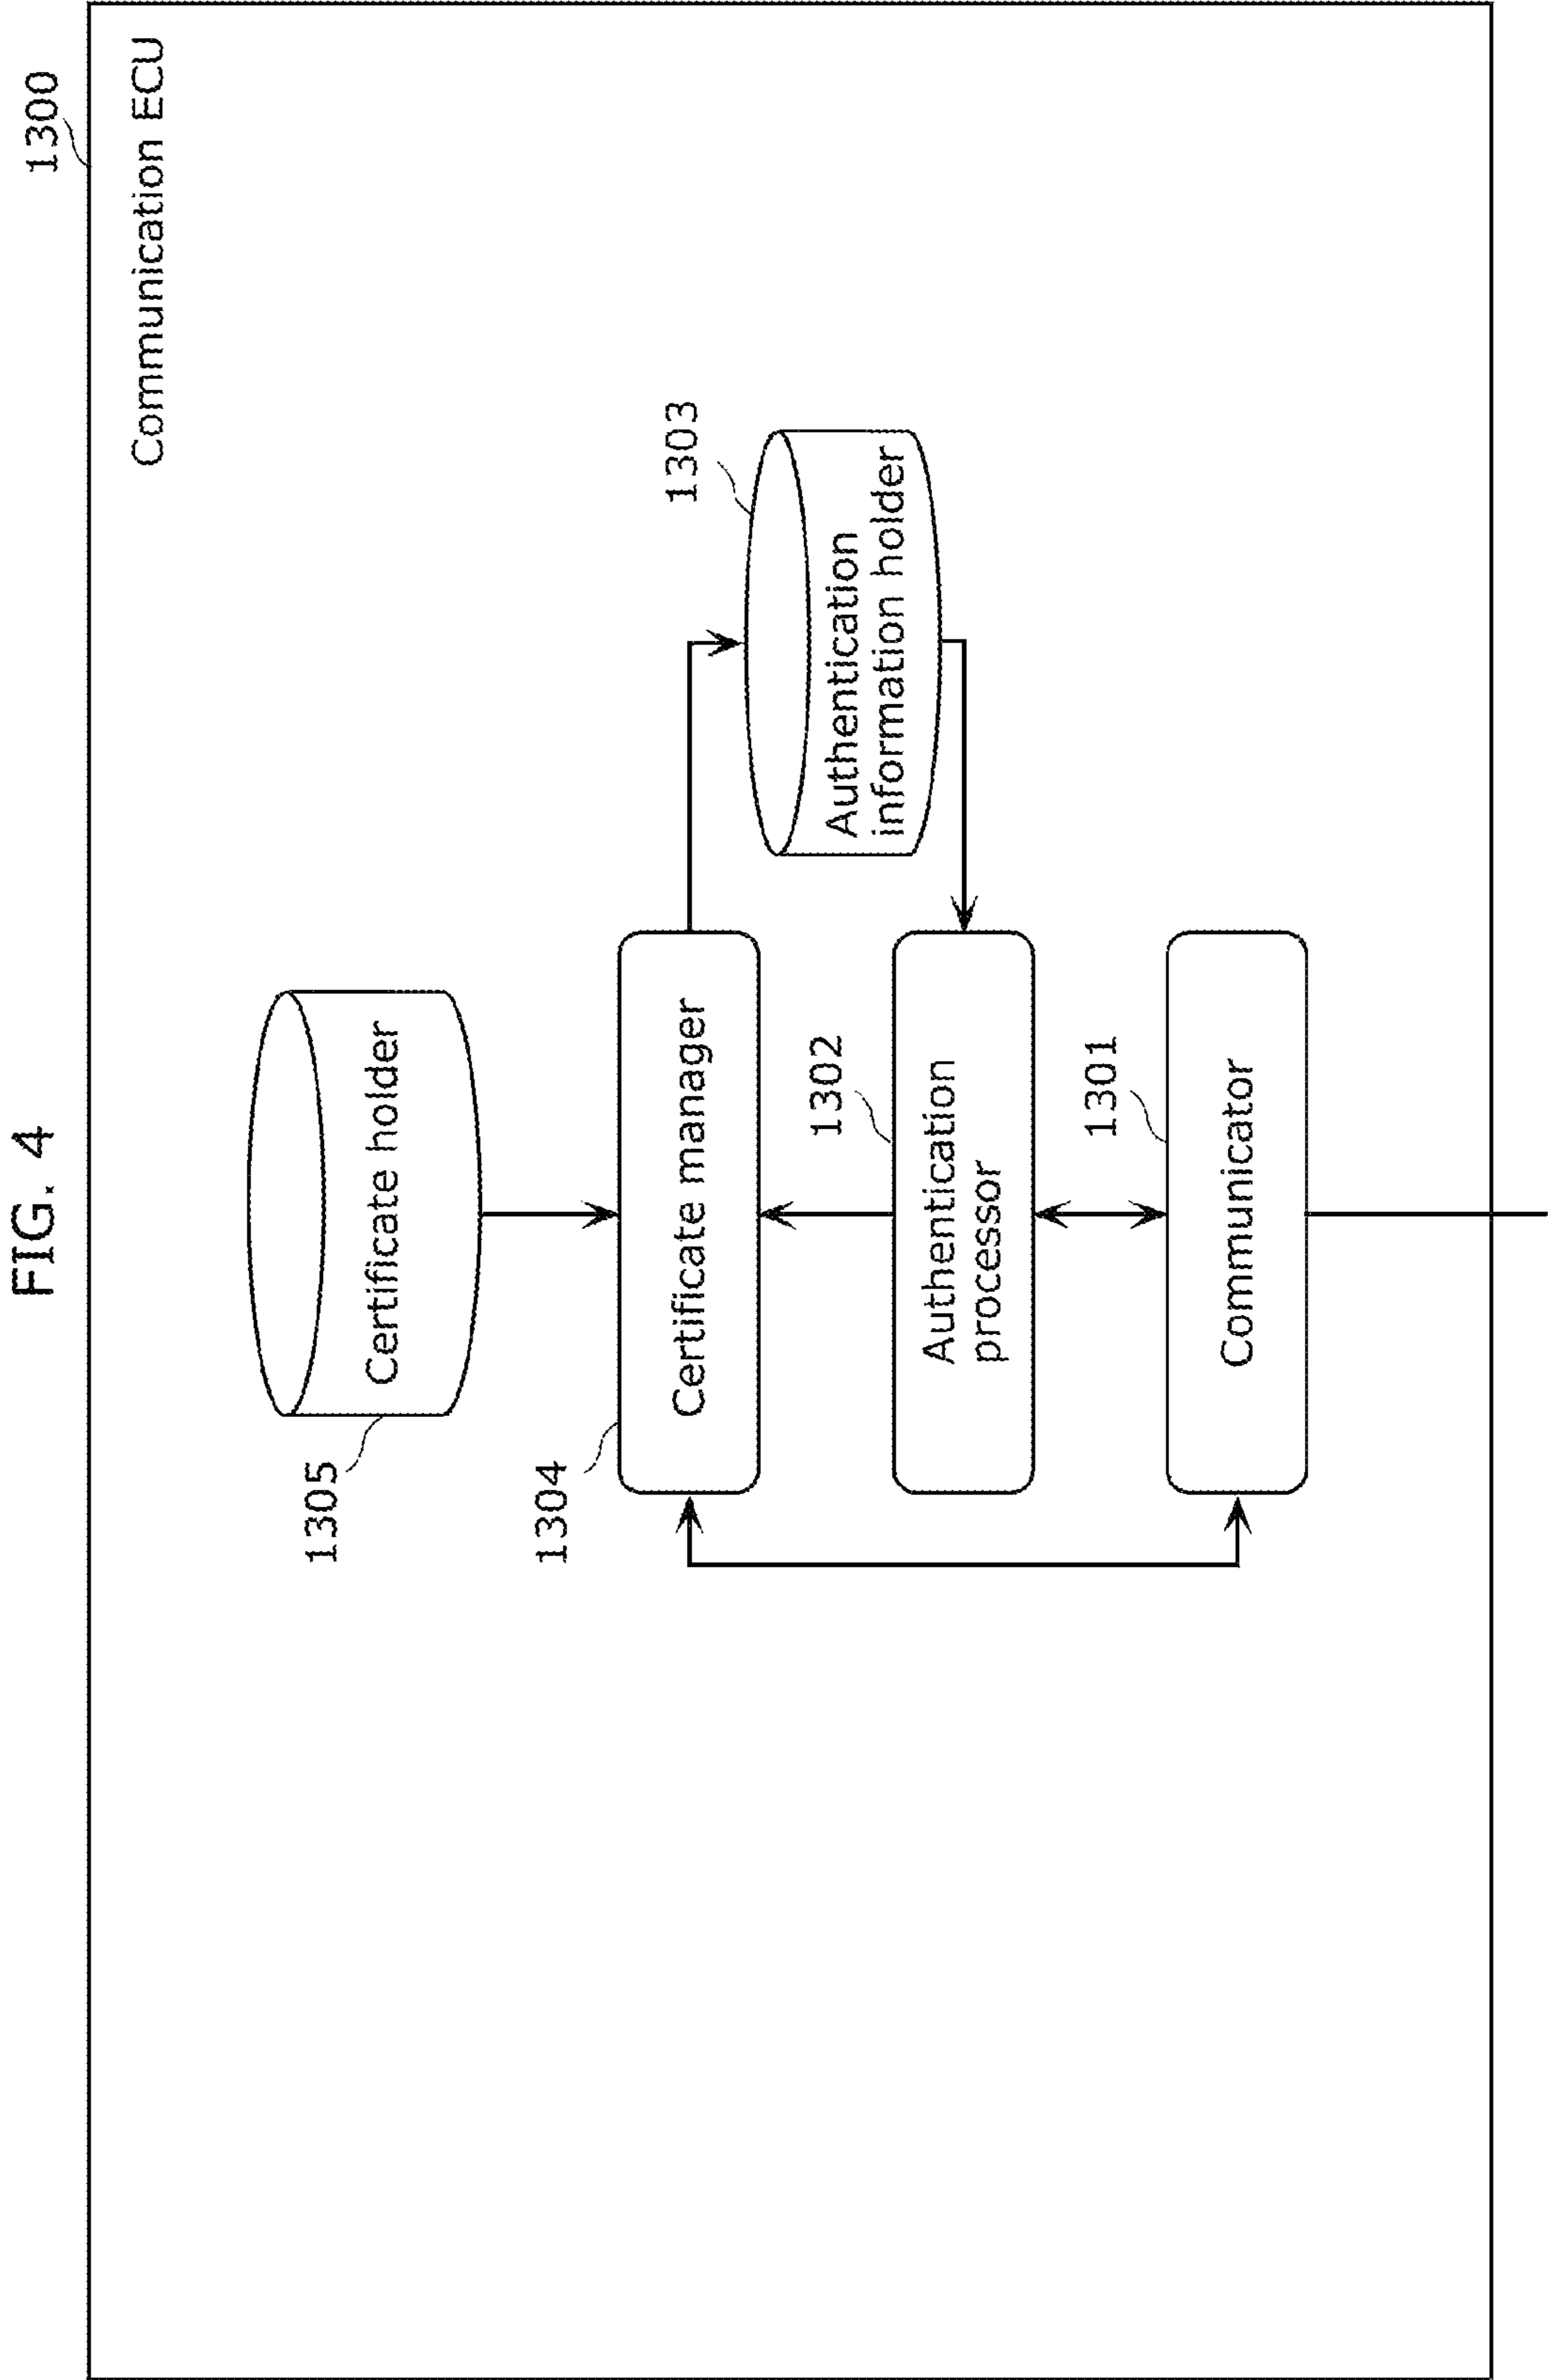 FIG. 4
1300
Communication ECU
1305
Certificate holder
1304
Certificate manager
1303
Authentication
information holder
1302
Authentication
processor
1301
Communicator